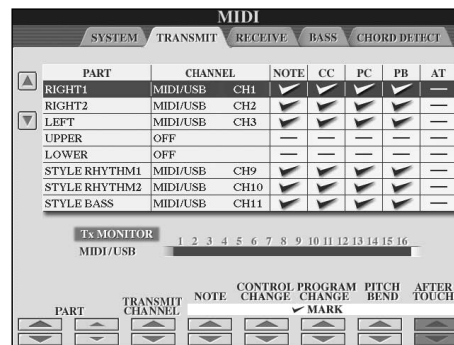 MIDI
SYSTEM TRANSMIT RECEIVE BASS CHORD DETECT
PART CHANNEL NOTE CC PC PB AT
RIGHT1 MIDI/USB CH1 ✔ ✔ ✔ ✔ —
RIGHT2 MIDI/USB CH2 ✔ ✔ ✔ ✔ —
LEFT MIDI/USB CH3 ✔ ✔ ✔ ✔ —
UPPER OFF — — — — —
LOWER OFF — — — — —
STYLE RHYTHM1 MIDI/USB CH9 ✔ ✔ ✔ ✔ —
STYLE RHYTHM2 MIDI/USB CH10 ✔ ✔ ✔ ✔ —
STYLE BASS MIDI/USB CH11 ✔ ✔ ✔ ✔ —
Tx MONITOR 1 2 3 4 5 6 7 8 9 10 11 12 13 14 15 16
MIDI/USB
PART TRANSMIT CHANNEL NOTE CONTROL CHANGE PROGRAM CHANGE PITCH BEND AFTER TOUCH
✔ MARK